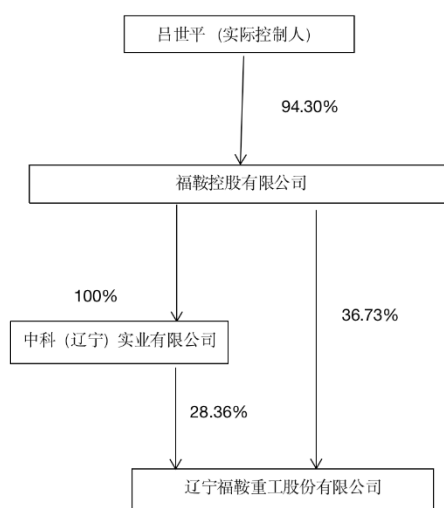 吕世平（实际控制人）
94.30%
福鞍控股有限公司
100%
36.73%
中科（辽宁）实业有限公司
28.36%
辽宁福鞍重工股份有限公司